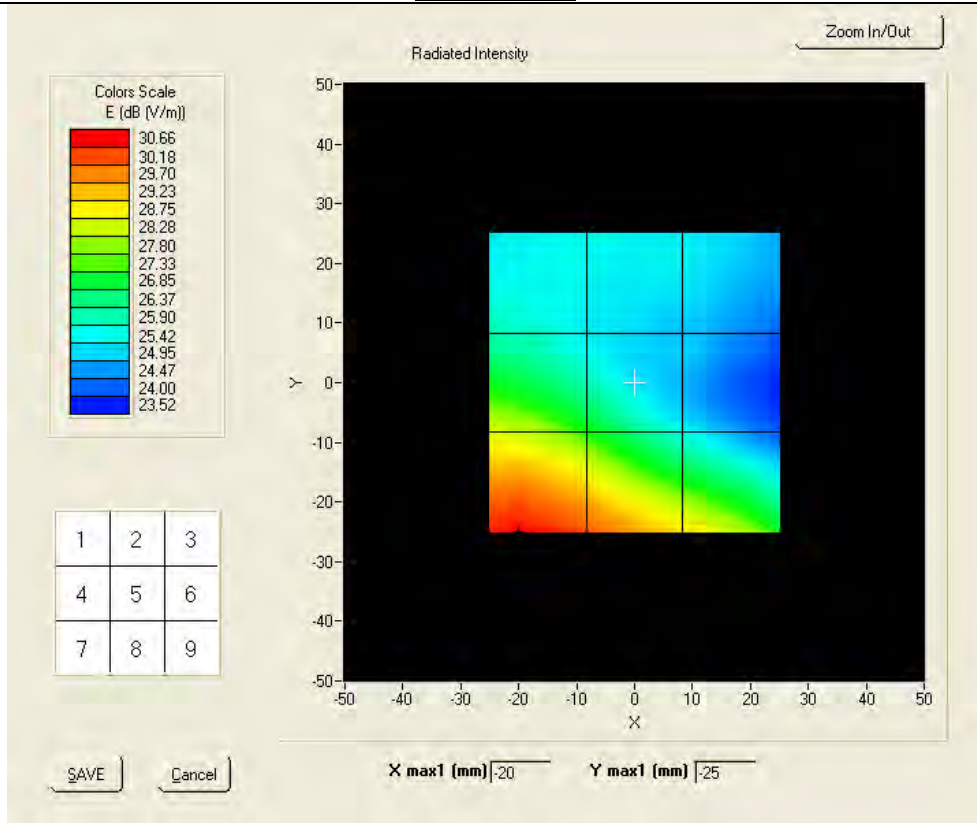 Zoom In/Out
Radiated Intensity
Colors Scale
E (dB (V/m))
30.66
30.18
29.70
29.23
28.75
28.28
27.80
27.33
26.85
26.37
25.90
25.42
24.95
24.47
24.00
23.52
50
40
30
20
10
0
-10
-20
-30
-40
-50
Y
-50 -40 -30 -20 -10 0 10 20 30 40 50
X
1 2 3
4 5 6
7 8 9
SAVE Cancel
X max1 (mm) -20 Y max1 (mm) -25